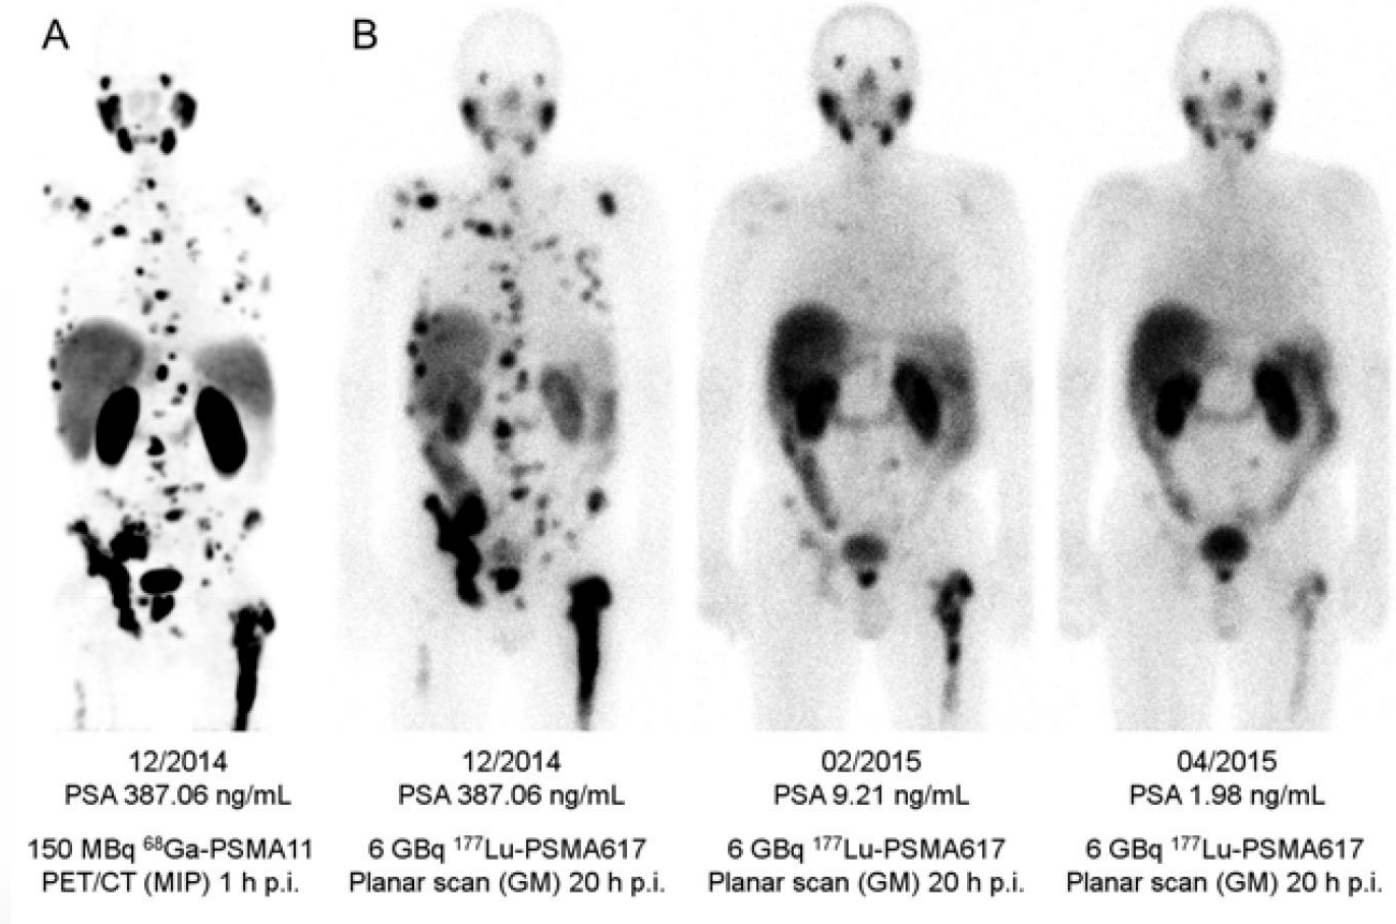 A
B
12/2014
PSA 387.06 ng/mL
150 MBq ⁶⁸Ga-PSMA11
PET/CT (MIP) 1 h p.i.
12/2014
PSA 387.06 ng/mL
6 GBq ¹⁷⁷Lu-PSMA617
Planar scan (GM) 20 h p.i.
02/2015
PSA 9.21 ng/mL
6 GBq ¹⁷⁷Lu-PSMA617
Planar scan (GM) 20 h p.i.
04/2015
PSA 1.98 ng/mL
6 GBq ¹⁷⁷Lu-PSMA617
Planar scan (GM) 20 h p.i.